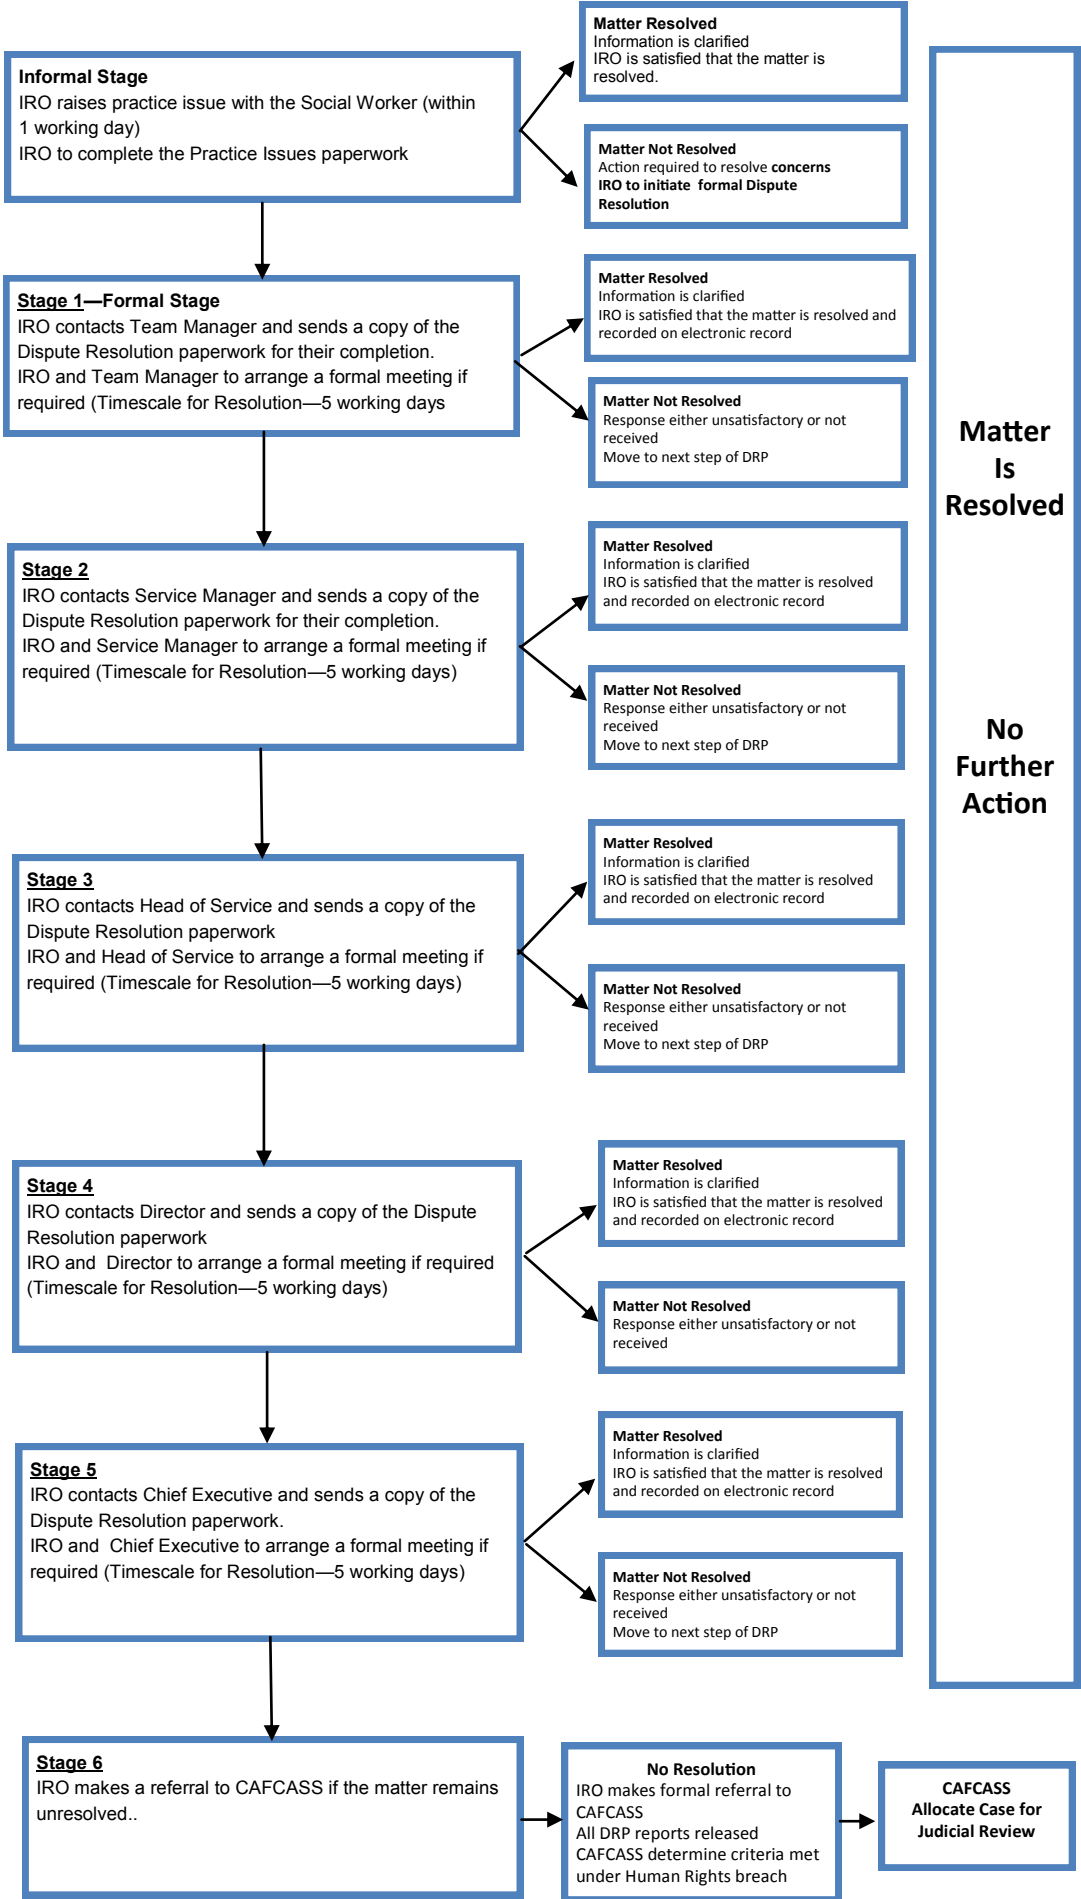 Informal Stage
IRO raises practice issue with the Social Worker (within
1 working day)
IRO to complete the Practice Issues paperwork
Matter Resolved
Information is clarified
IRO is satisfied that the matter is
resolved.
Matter Not Resolved
Action required to resolve concerns
IRO to initiate formal Dispute
Resolution
Stage 1—Formal Stage
IRO contacts Team Manager and sends a copy of the
Dispute Resolution paperwork for their completion.
IRO and Team Manager to arrange a formal meeting if
required (Timescale for Resolution—5 working days
Matter Resolved
Information is clarified
IRO is satisfied that the matter is resolved and
recorded on electronic record
Matter Not Resolved
Response either unsatisfactory or not
received
Move to next step of DRP
Stage 2
IRO contacts Service Manager and sends a copy of the
Dispute Resolution paperwork for their completion.
IRO and Service Manager to arrange a formal meeting if
required (Timescale for Resolution—5 working days)
Matter Resolved
Information is clarified
IRO is satisfied that the matter is resolved
and recorded on electronic record
Matter Not Resolved
Response either unsatisfactory or not
received
Move to next step of DRP
Stage 3
IRO contacts Head of Service and sends a copy of the
Dispute Resolution paperwork
IRO and Head of Service to arrange a formal meeting if
required (Timescale for Resolution—5 working days)
Matter Resolved
Information is clarified
IRO is satisfied that the matter is resolved
and recorded on electronic record
Matter Not Resolved
Response either unsatisfactory or not
received
Move to next step of DRP
Stage 4
IRO contacts Director and sends a copy of the Dispute
Resolution paperwork
IRO and  Director to arrange a formal meeting if required
(Timescale for Resolution—5 working days)
Matter Resolved
Information is clarified
IRO is satisfied that the matter is resolved
and recorded on electronic record
Matter Not Resolved
Response either unsatisfactory or not
received
Stage 5
IRO contacts Chief Executive and sends a copy of the
Dispute Resolution paperwork.
IRO and  Chief Executive to arrange a formal meeting if
required (Timescale for Resolution—5 working days)
Matter Resolved
Information is clarified
IRO is satisfied that the matter is resolved
and recorded on electronic record
Matter Not Resolved
Response either unsatisfactory or not
received
Move to next step of DRP
Matter
Is
Resolved
No
Further
Action
Stage 6
IRO makes a referral to CAFCASS if the matter remains
unresolved..
No Resolution
IRO makes formal referral to
CAFCASS
All DRP reports released
CAFCASS determine criteria met
under Human Rights breach
CAFCASS
Allocate Case for
Judicial Review